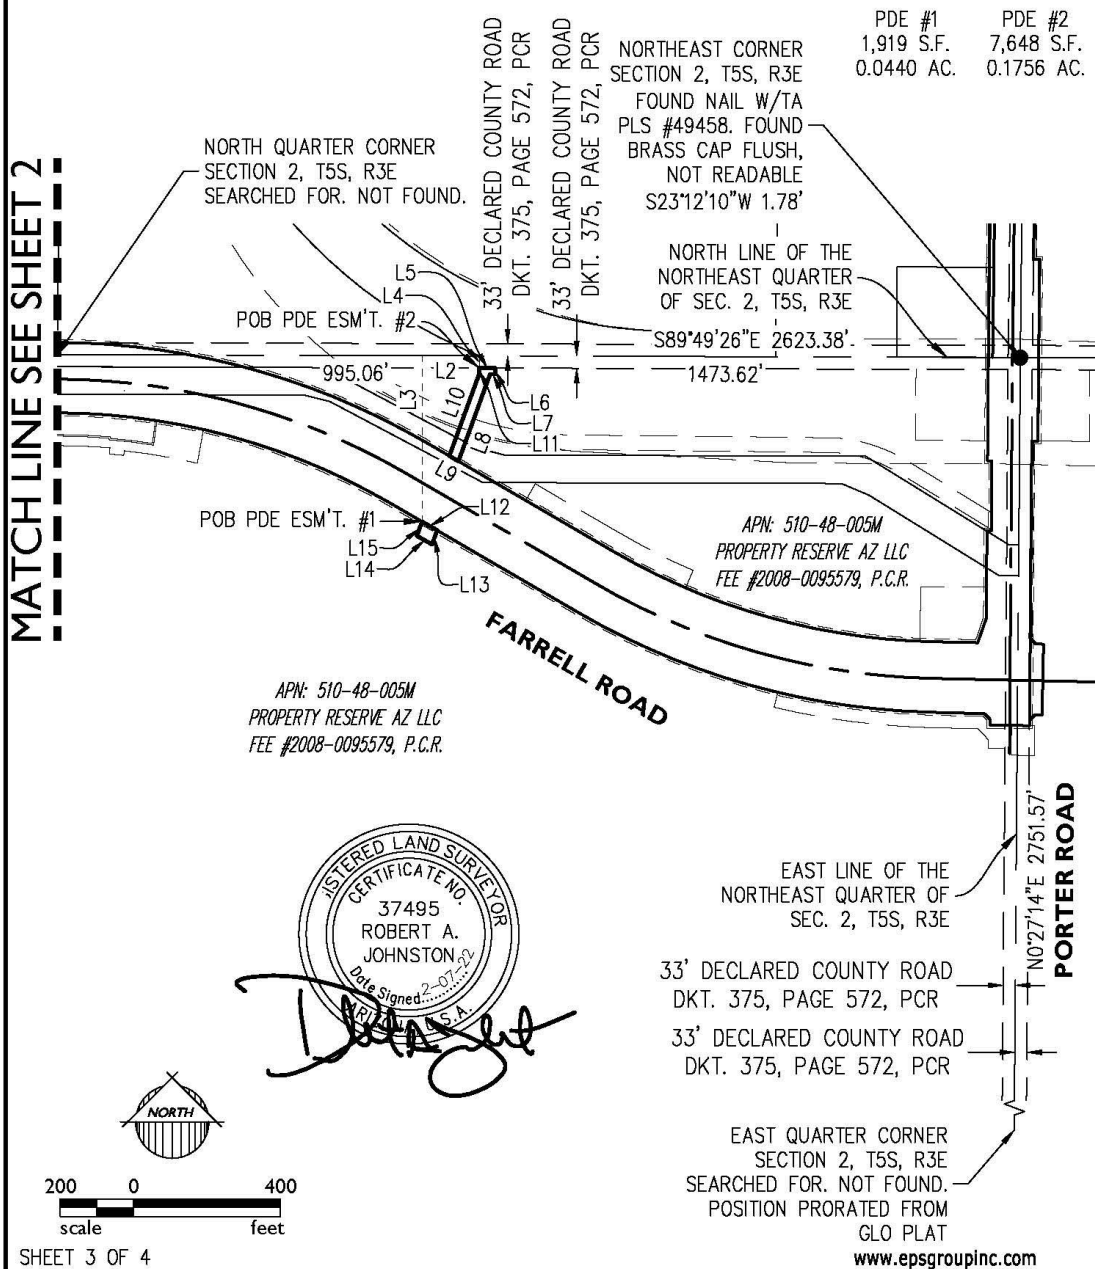 PDE #1
1,919 S.F.
0.0440 AC.
PDE #2
7,648 S.F.
0.1756 AC.
33' DECLARED COUNTY ROAD
DKT. 375, PAGE 572, PCR
33' DECLARED COUNTY ROAD
DKT. 375, PAGE 572, PCR
NORTHEAST CORNER
SECTION 2, T5S, R3E
FOUND NAIL W/TA
PLS #49458. FOUND
BRASS CAP FLUSH,
NOT READABLE
S23°12'10"W 1.78'
NORTH QUARTER CORNER
SECTION 2, T5S, R3E
SEARCHED FOR. NOT FOUND.
MATCH LINE SEE SHEET 2
NORTH LINE OF THE
NORTHEAST QUARTER
OF SEC. 2, T5S, R3E
L5
L4
POB PDE ESM'T. #2
S89°49'26"E 2623.38'
995.06'
L2
1473.62'
L3
L10
L6
L7
L8
L11
L9
L12
POB PDE ESM'T. #1
L15
L14
L13
APN: 510-48-005M
PROPERTY RESERVE AZ LLC
FEE #2008-0095579, P.C.R.
FARRELL ROAD
APN: 510-48-005M
PROPERTY RESERVE AZ LLC
FEE #2008-0095579, P.C.R.
N0°27'14"E 2751.57'
PORTER ROAD
ISTERED LAND SURVEYOR
CERTIFICATE NO.
37495
ROBERT A.
JOHNSTON
Date Signed 2-07-22
ARIZONA U.S.A.
EAST LINE OF THE
NORTHEAST QUARTER OF
SEC. 2, T5S, R3E
33' DECLARED COUNTY ROAD
DKT. 375, PAGE 572, PCR
33' DECLARED COUNTY ROAD
DKT. 375, PAGE 572, PCR
EAST QUARTER CORNER
SECTION 2, T5S, R3E
SEARCHED FOR. NOT FOUND.
POSITION PRORATED FROM
GLO PLAT
NORTH
200 0 400
scale feet
SHEET 3 OF 4
www.epsgroupinc.com